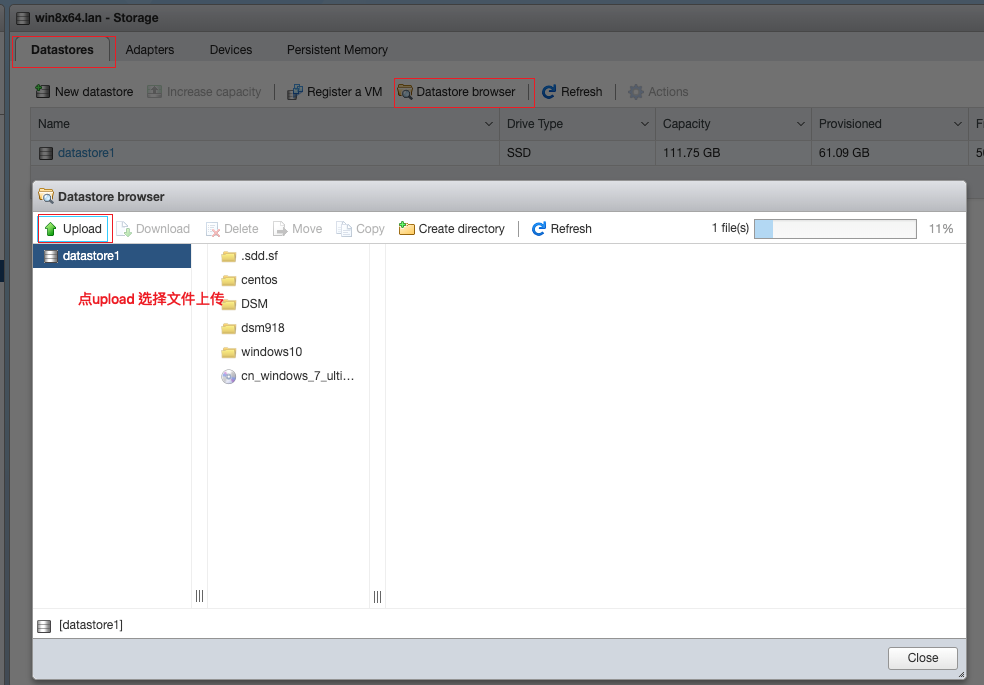 win8x64.lan - Storage
Datastores Adapters Devices Persistent Memory
New datastore Increase capacity Register a VM Datastore browser Refresh Actions
Name Drive Type Capacity Provisioned
datastore1 SSD 111.75 GB 61.09 GB
Datastore browser
Upload Download Delete Move Copy Create directory Refresh 1 file(s) 11%
datastore1 .sdd.sf
centos
点upload 选择文件上传 DSM
dsm918
windows10
cn_windows_7_ulti...
[datastore1]
Close